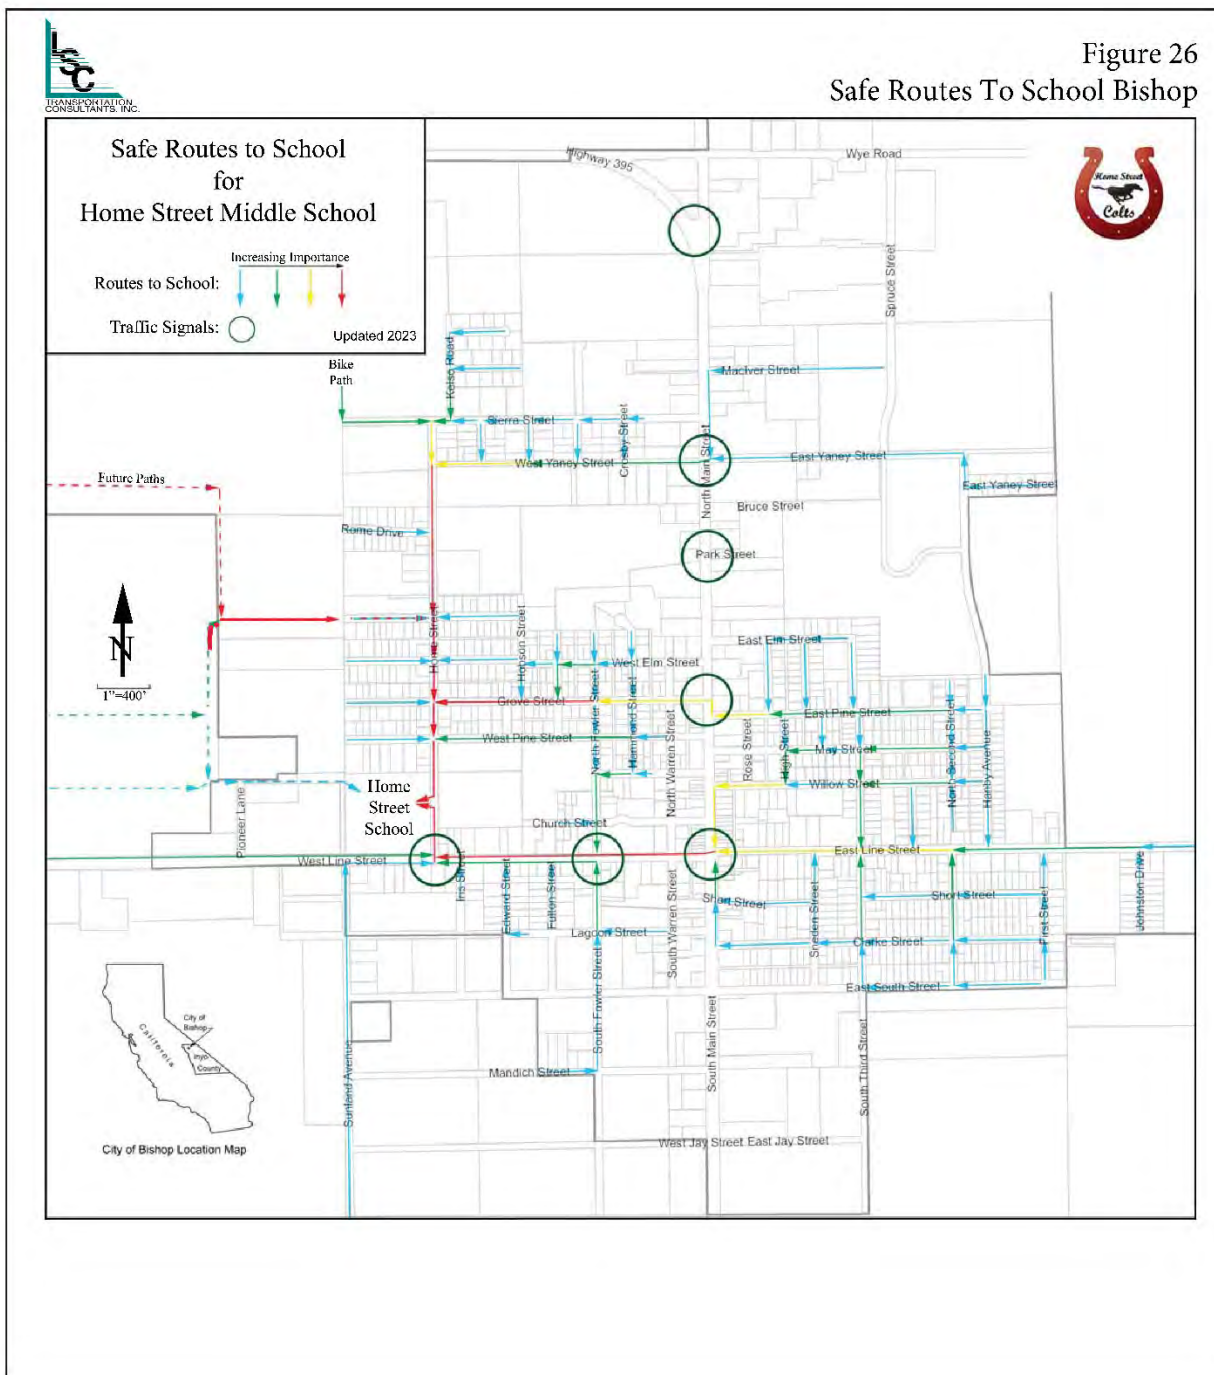 LSC
TRANSPORTATION
CONSULTANTS, INC.
Figure 26
Safe Routes To School Bishop
Safe Routes to School
for
Home Street Middle School
Increasing Importance
Routes to School:
Traffic Signals:
Updated 2023
Home Street
Colts
Highway 395
Wye Road
Spruce Street
Bike
Path
Kelso Road
MacIver Street
Sierra Street
Crosby Street
West Yaney Street
North Main Street
East Yaney Street
East Yaney Street
Future Paths
Bruce Street
Rome Drive
Park Street
N
1"=400'
Home Street
Hobson Street
West Elm Street
East Elm Street
Grove Street
North Fowler Street
Hammond Street
East Pine Street
West Pine Street
North Warren Street
Rose Street
High Street
May Street
North Second Street
Hanby Avenue
Willow Street
Home
Street
School
Pioneer Lane
Church Street
West Line Street
East Line Street
Iris Street
Edward Street
Fulton Street
South Warren Street
Short Street
Sneden Street
Short Street
First Street
Johnston Drive
Lagoon Street
Clarke Street
East South Street
South Fowler Street
South Main Street
South Third Street
Sunland Avenue
Mandich Street
West Jay Street
East Jay Street
California
City of
Bishop
Inyo
County
City of Bishop Location Map